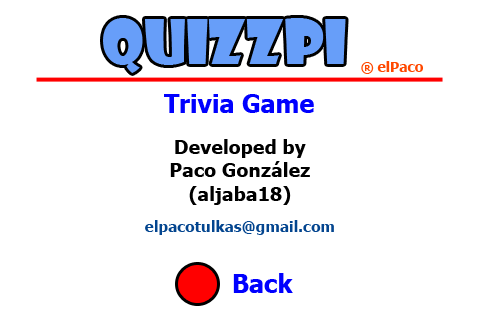 QUIZZPI
® elPaco
Trivia Game
Developed by
Paco González
(aljaba18)
elpacotulkas@gmail.com
Back